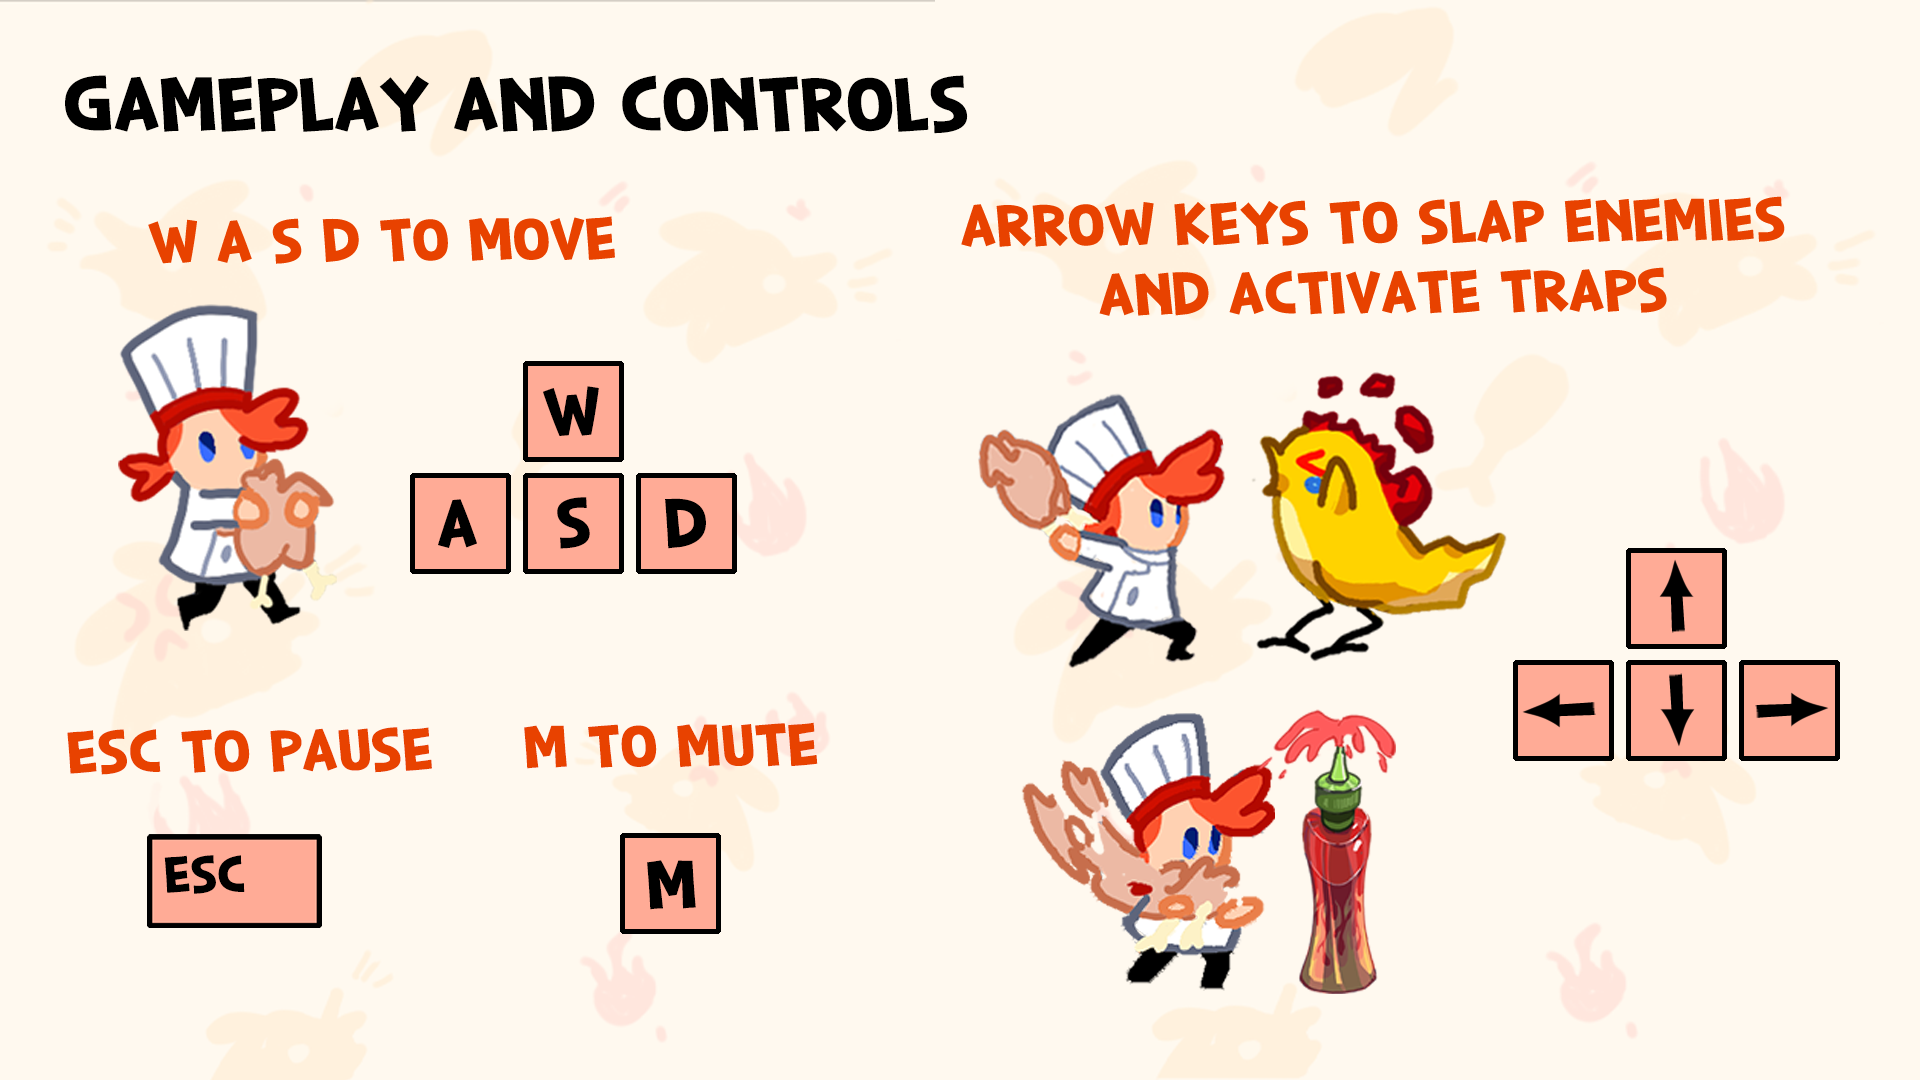 GAMEPLAY AND CONTROLS
W A S D TO MOVE
W
A S D
ARROW KEYS TO SLAP ENEMIES
AND ACTIVATE TRAPS
ESC TO PAUSE
ESC
M TO MUTE
M